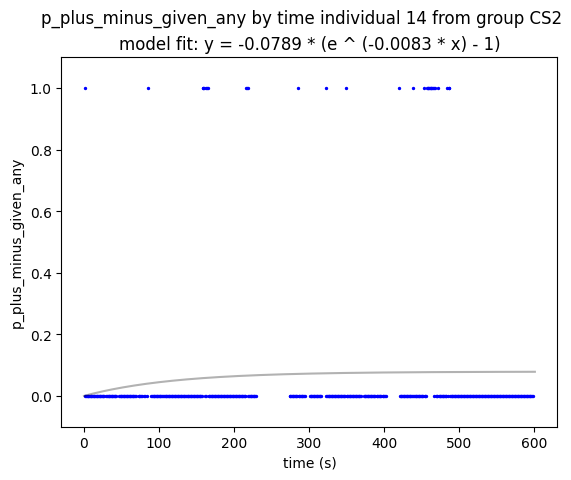 p_plus_minus_given_any by time individual 14 from group CS2
model fit: y = -0.0789 * (e ^ (-0.0083 * x) - 1)
p_plus_minus_given_any
1.0
0.8
0.6
0.4
0.2
0.0
0 100 200 300 400 500 600
time (s)